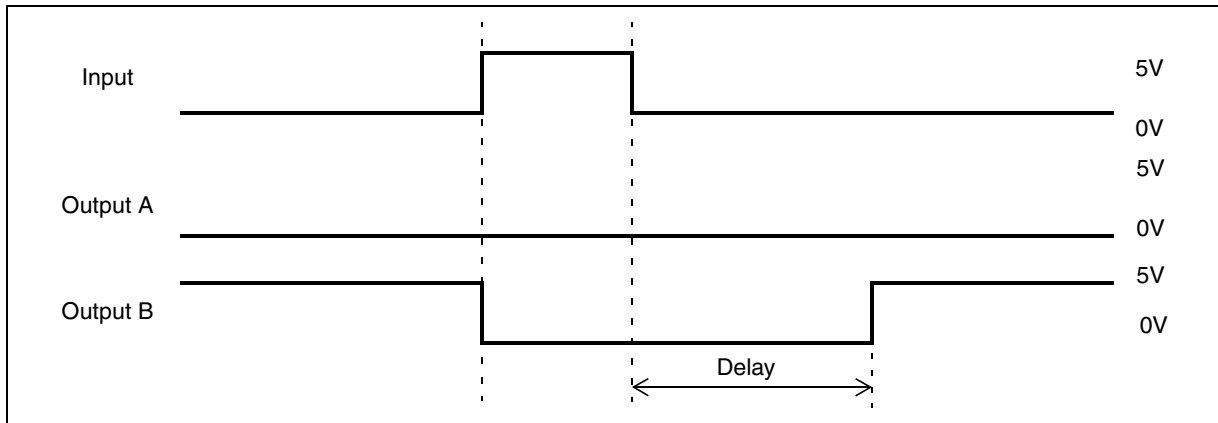 Input
5V
0V
5V
Output A
0V
5V
Output B
0V
Delay